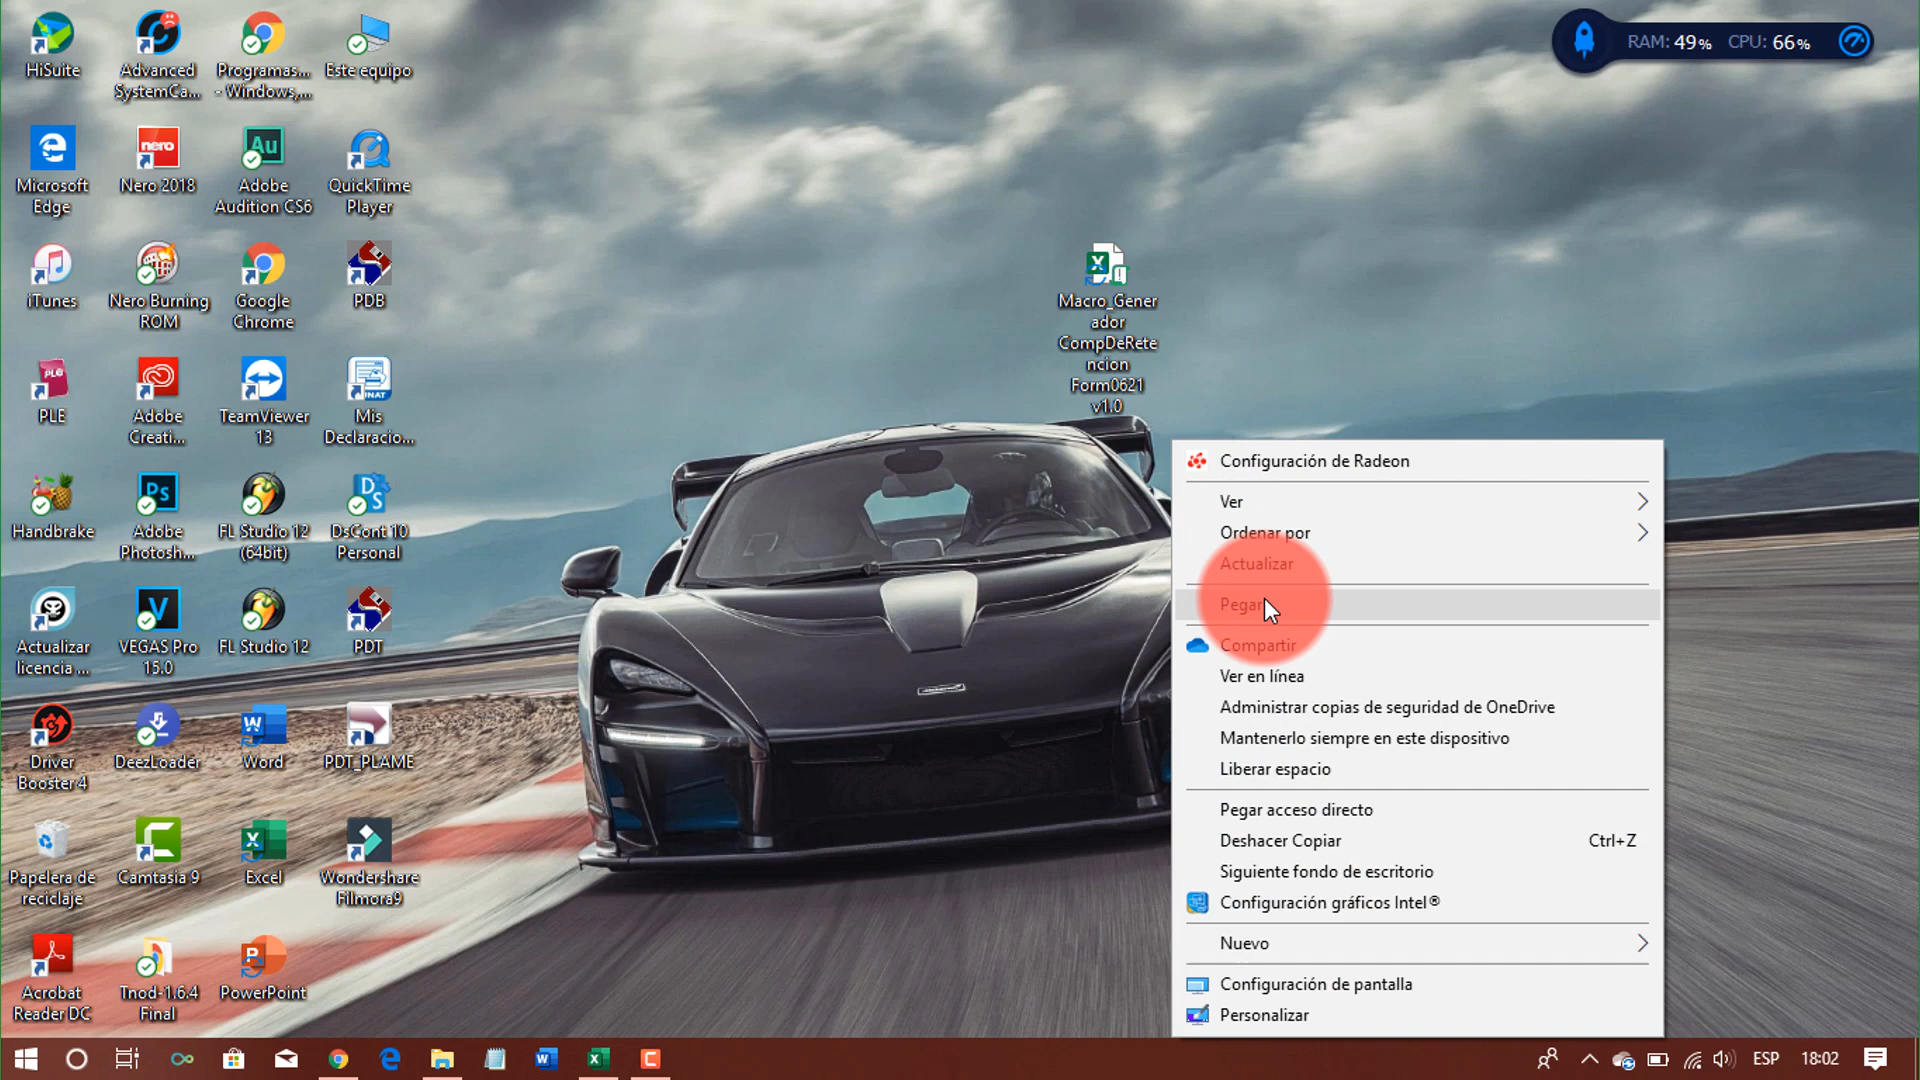 HiSuite
Advanced
SystemCa...
Programas...
- Windows,...
Este equipo
RAM: 49% CPU: 66%
Microsoft
Edge
nero
Nero 2018
Au
Adobe
Audition CS6
QuickTime
Player
iTunes
Nero Burning
ROM
Google
Chrome
PDB
Macro_Gener
ador
CompDeRete
ncion
Form0621
v1.0
PLE
PLE
Adobe
Creati...
TeamViewer
13
Mis
Declaracio...
Handbrake
Ps
Adobe
Photosh...
FL Studio 12
(64bit)
DS
DsCont 10
Personal
Actualizar
licencia ...
V
VEGAS Pro
15.0
FL Studio 12
PDT
Driver
Booster 4
DeezLoader
Word
PDT_PLAME
Papelera de
reciclaje
Camtasia 9
Excel
Wondershare
Filmora9
Acrobat
Reader DC
Tnod-1.6.4
Final
PowerPoint
Configuración de Radeon
Ver
Ordenar por
Actualizar
Pegar
Compartir
Ver en línea
Administrar copias de seguridad de OneDrive
Mantenerlo siempre en este dispositivo
Liberar espacio
Pegar acceso directo
Deshacer Copiar Ctrl+Z
Siguiente fondo de escritorio
Configuración gráficos Intel®
Nuevo
Configuración de pantalla
Personalizar
ESP 18:02